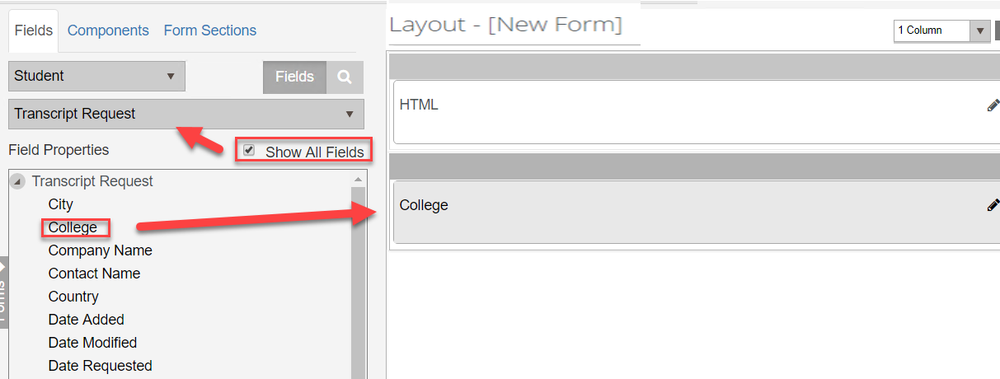 Fields Components Form Sections
Student
Fields
Transcript Request
Field Properties
Show All Fields
Transcript Request
City
College
Company Name
Contact Name
Country
Date Added
Date Modified
Date Requested
Forms
Layout - [New Form]
1 Column
HTML
College